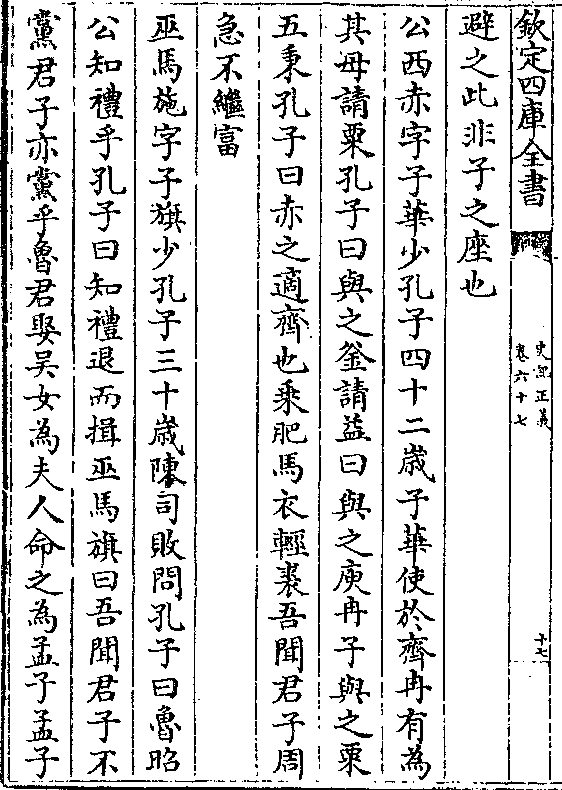 欽定四庫全書
史記正義
卷六十七
十七
避之此非子之座也
公西赤字子華少孔子四十二歲子華使於齊冉有為
其母請粟孔子曰與之釜請益曰與之庾冉子與之粟
五秉孔子曰赤之適齊也乘肥馬衣輕裘吾聞君子周
急不繼富
巫馬施字子旗少孔子三十歲陳司敗問孔子曰魯昭
公知禮乎孔子曰知禮退而揖巫馬旗曰吾聞君子不
黨君子亦黨乎魯君娶吴女為夫人命之為孟子孟子